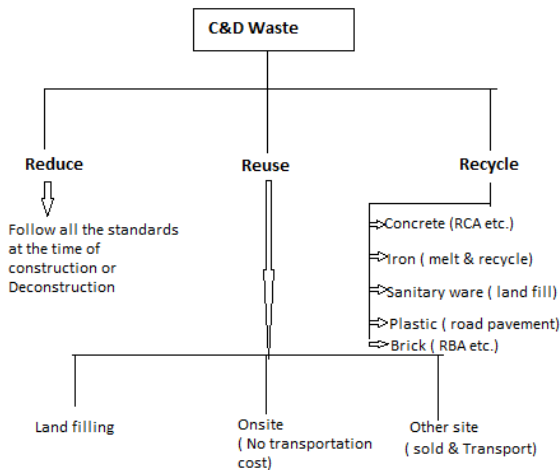 C&D Waste
Reduce
Reuse
Recycle
Follow all the standards
at the time of
construction or
Deconstruction
Concrete (RCA etc.)
Iron ( melt & recycle)
Sanitary ware ( land fill)
Plastic ( road pavement)
Brick ( RBA etc.)
Land filling
Onsite
( No transportation
cost)
Other site
( sold & Transport)